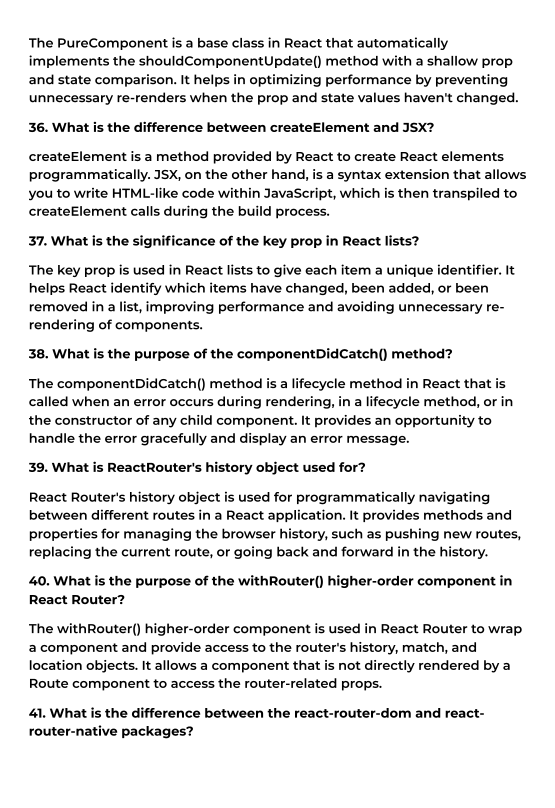 The PureComponent is a base class in React that automatically
implements the shouldComponentUpdate() method with a shallow prop
and state comparison. It helps in optimizing performance by preventing
unnecessary re-renders when the prop and state values haven't changed.
36. What is the difference between createElement and JSX?
createElement is a method provided by React to create React elements
programmatically. JSX, on the other hand, is a syntax extension that allows
you to write HTML-like code within JavaScript, which is then transpiled to
createElement calls during the build process.
37. What is the significance of the key prop in React lists?
The key prop is used in React lists to give each item a unique identifier. It
helps React identify which items have changed, been added, or been
removed in a list, improving performance and avoiding unnecessary re-
rendering of components.
38. What is the purpose of the componentDidCatch() method?
The componentDidCatch() method is a lifecycle method in React that is
called when an error occurs during rendering, in a lifecycle method, or in
the constructor of any child component. It provides an opportunity to
handle the error gracefully and display an error message.
39. What is ReactRouter's history object used for?
React Router's history object is used for programmatically navigating
between different routes in a React application. It provides methods and
properties for managing the browser history, such as pushing new routes,
replacing the current route, or going back and forward in the history.
40. What is the purpose of the withRouter() higher-order component in
React Router?
The withRouter() higher-order component is used in React Router to wrap
a component and provide access to the router's history, match, and
location objects. It allows a component that is not directly rendered by a
Route component to access the router-related props.
41. What is the difference between the react-router-dom and react-
router-native packages?